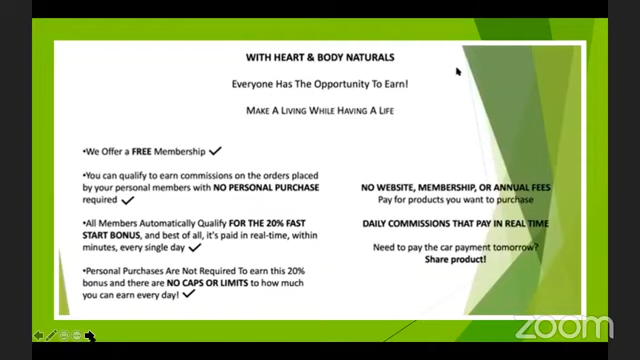 WITH HEART & BODY NATURALS
Everyone Has The Opportunity To Earn!
MAKE A LIVING WHILE HAVING A LIFE
•We Offer a FREE Membership ✓
•You can qualify to earn commissions on the orders placed
by your personal members with NO PERSONAL PURCHASE
required ✓
•All Members Automatically Qualify FOR THE 20% FAST
START BONUS, and best of all, it's paid in real-time, within
minutes, every single day ✓
•Personal Purchases Are Not Required To earn this 20%
bonus and there are NO CAPS OR LIMITS to how much
you can earn every day! ✓
NO WEBSITE, MEMBERSHIP, OR ANNUAL FEES
Pay for products you want to purchase
DAILY COMMISSIONS THAT PAY IN REAL TIME
Need to pay the car payment tomorrow?
Share product!
zoom